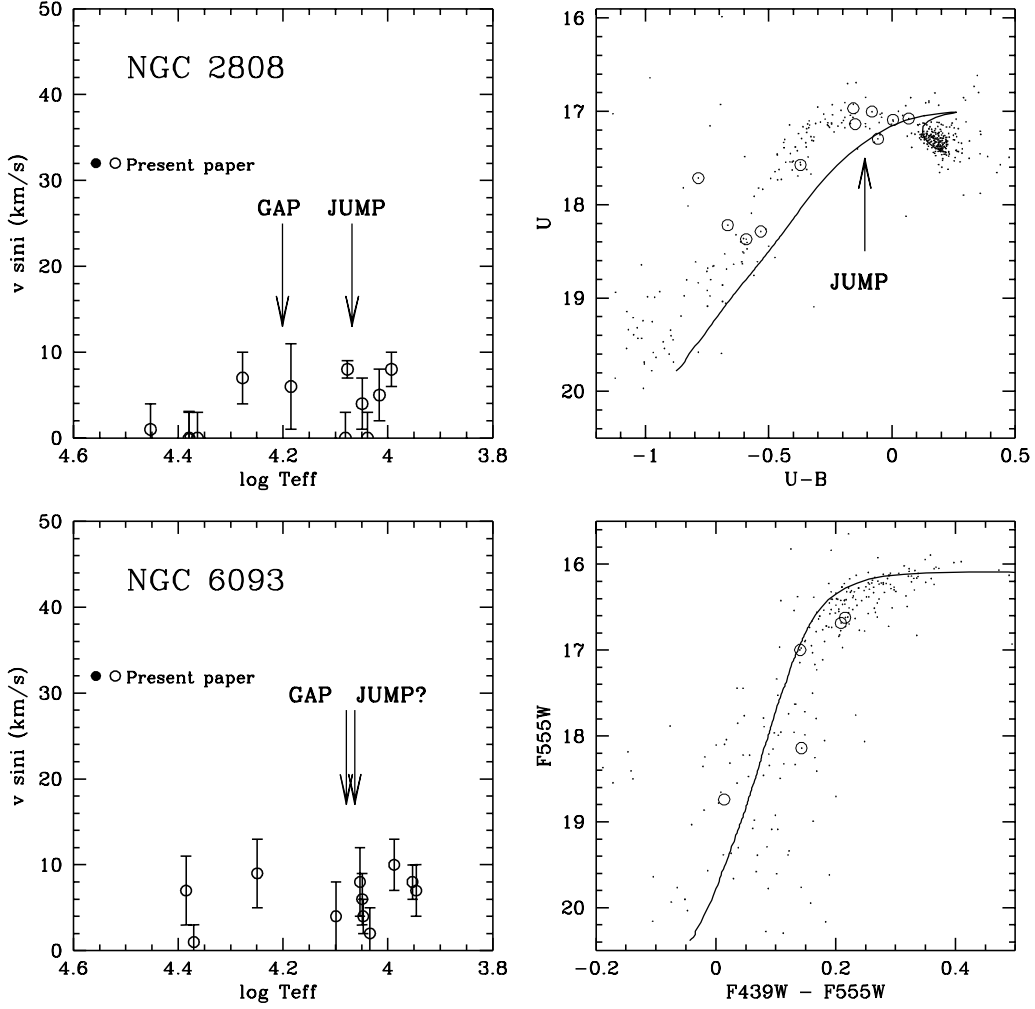 50
40
30
20
10
0
v sini (km/s)
NGC 2808
Present paper
GAP JUMP
4.6 4.4 4.2 4 3.8
log Teff
16
17
18
19
20
U
JUMP
−1 −0.5 0 0.5
U−B
50
40
30
20
10
0
v sini (km/s)
NGC 6093
Present paper
GAP JUMP?
4.6 4.4 4.2 4 3.8
log Teff
16
17
18
19
20
F555W
−0.2 0 0.2 0.4
F439W − F555W